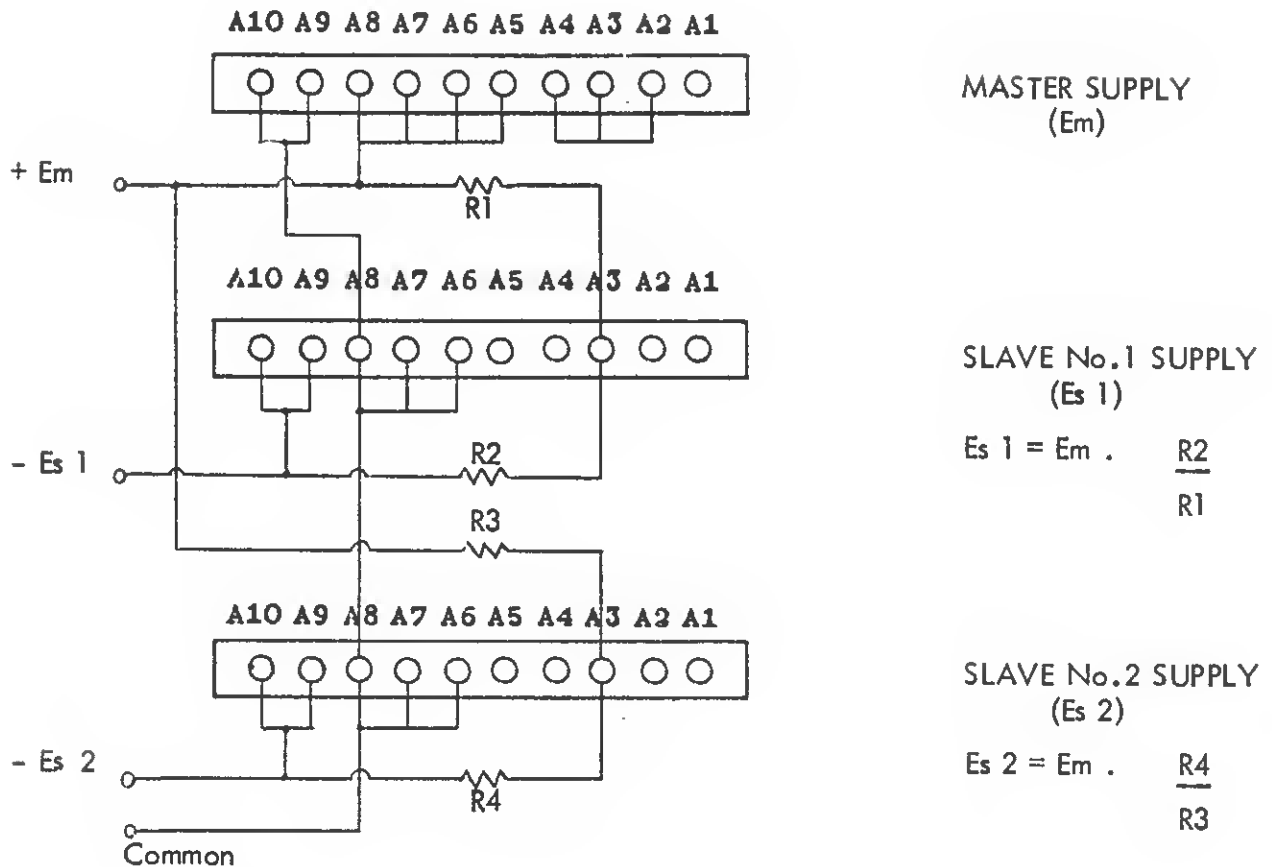 A10 A9 A8 A7 A6 A5 A4 A3 A2 A1
MASTER SUPPLY
(Em)
+ Em
R1
A10 A9 A8 A7 A6 A5 A4 A3 A2 A1
SLAVE No.1 SUPPLY
(Es 1)
- Es 1
R2
Es 1 = Em . R2
R1
R3
A10 A9 A8 A7 A6 A5 A4 A3 A2 A1
SLAVE No.2 SUPPLY
(Es 2)
- Es 2
R4
Es 2 = Em . R4
R3
Common